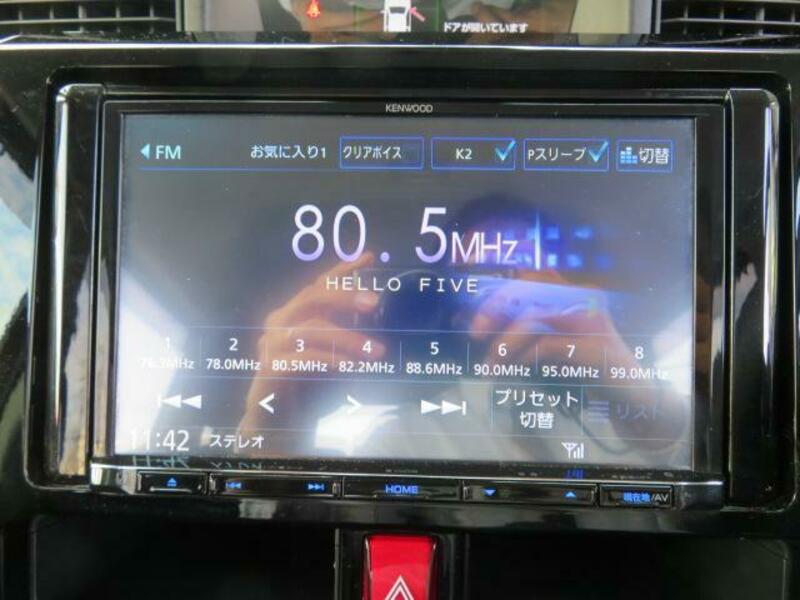 ドアが開いています
KENWOOD
FM お気に入り1 クリアボイス K2 Pスリープ 切替
80.5MHz
HELLO FIVE
1 2 3 4 5 6 7 8
76.3MHz 78.0MHz 80.5MHz 82.2MHz 88.6MHz 90.0MHz 95.0MHz 99.0MHz
プリセット
切替 リスト
11:42 ステレオ
HOME 現在地/AV